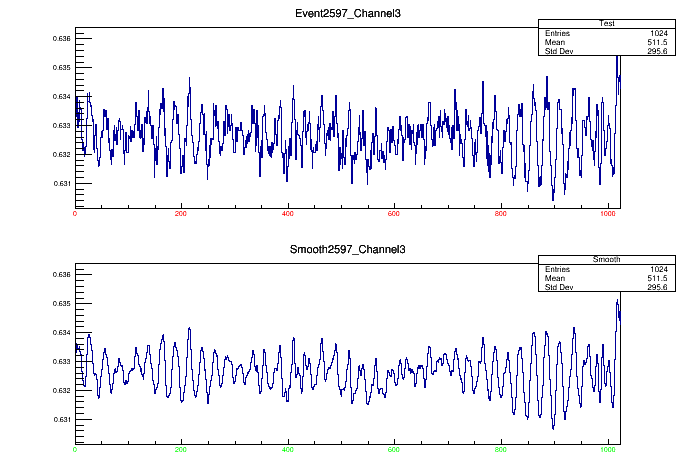 Event2597_Channel3
Test
Entries 1024
Mean 511.5
Std Dev 295.6
0.636
0.635
0.634
0.633
0.632
0.631
0 200 400 600 800 1000
Smooth2597_Channel3
Smooth
Entries 1024
Mean 511.5
Std Dev 295.6
0.636
0.635
0.634
0.633
0.632
0.631
0 200 400 600 800 1000